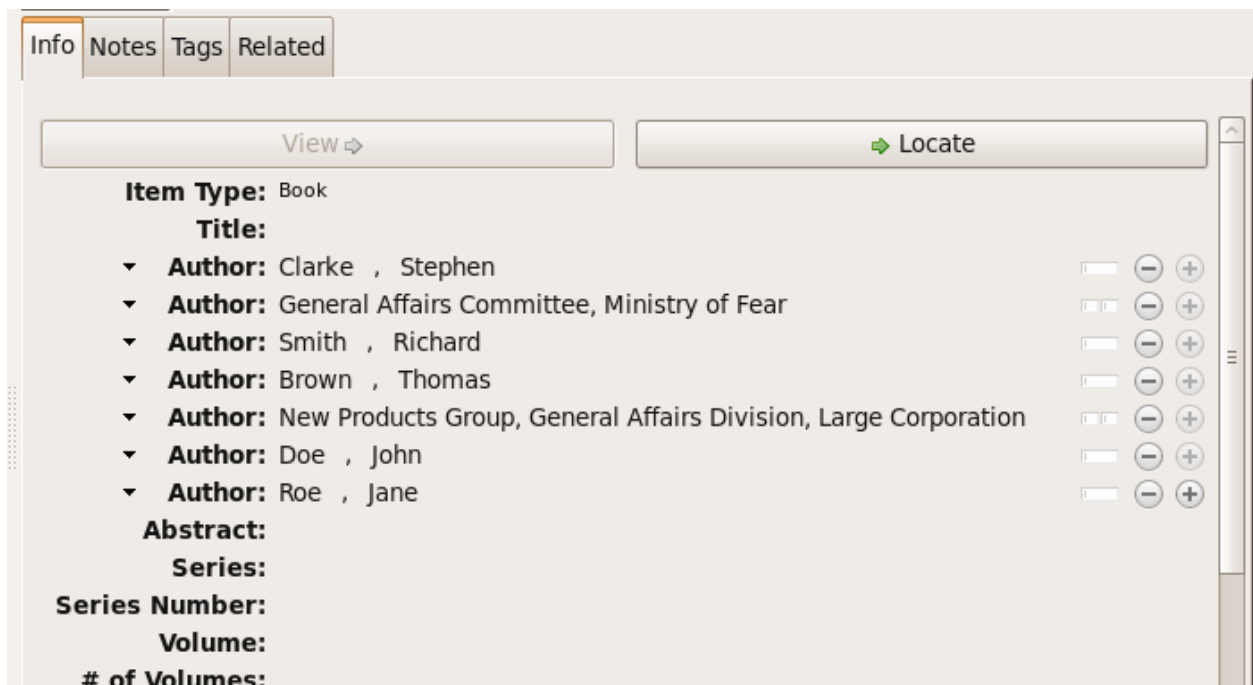 Info Notes Tags Related
View Locate
Item Type: Book
Title:
Author: Clarke , Stephen
Author: General Affairs Committee, Ministry of Fear
Author: Smith , Richard
Author: Brown , Thomas
Author: New Products Group, General Affairs Division, Large Corporation
Author: Doe , John
Author: Roe , Jane
Abstract:
Series:
Series Number:
Volume:
# of Volumes: